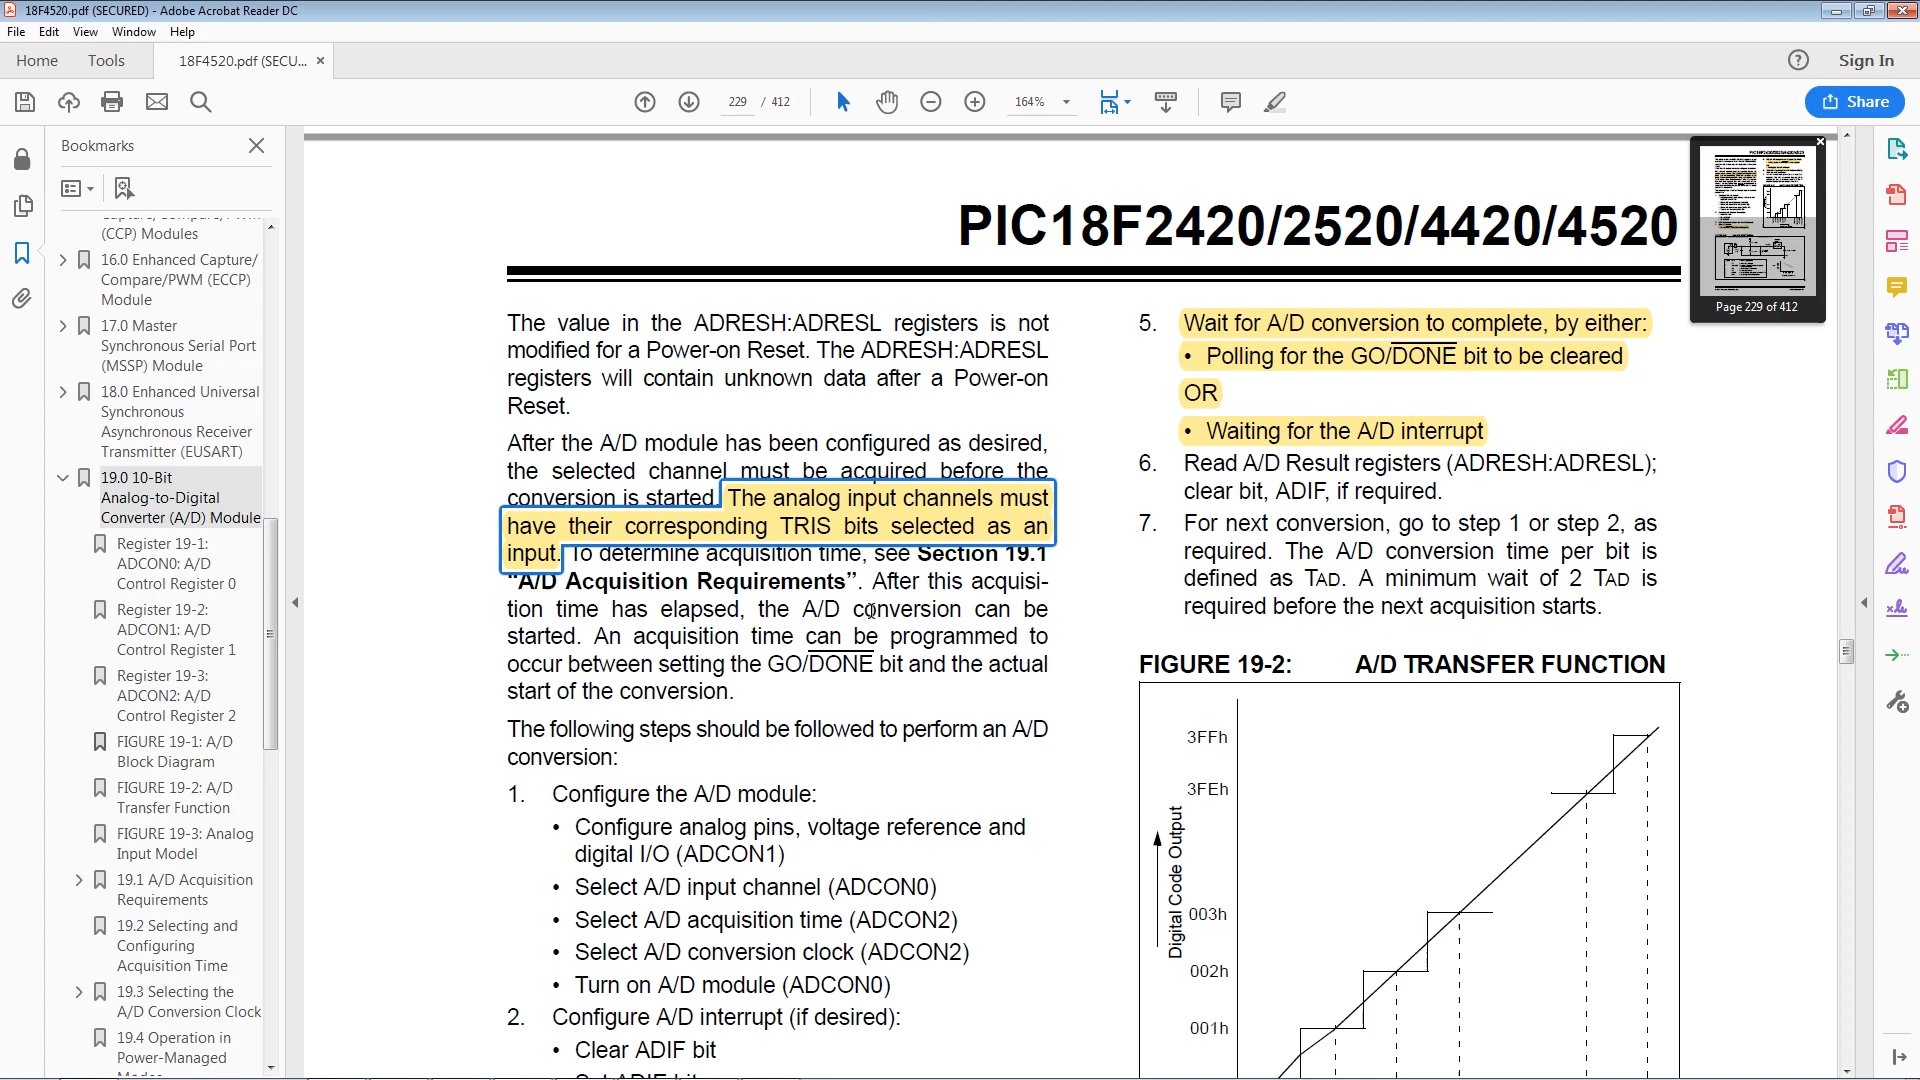 18F4520.pdf (SECURED) - Adobe Acrobat Reader DC
File Edit View Window Help
Home Tools 18F4520.pdf (SECU... × Sign In
229 / 412 164% Share
Bookmarks
(CCP) Modules
16.0 Enhanced Capture/
Compare/PWM (ECCP)
Module
17.0 Master
Synchronous Serial Port
(MSSP) Module
18.0 Enhanced Universal
Synchronous
Asynchronous Receiver
Transmitter (EUSART)
19.0 10-Bit
Analog-to-Digital
Converter (A/D) Module
Register 19-1:
ADCON0: A/D
Control Register 0
Register 19-2:
ADCON1: A/D
Control Register 1
Register 19-3:
ADCON2: A/D
Control Register 2
FIGURE 19-1: A/D
Block Diagram
FIGURE 19-2: A/D
Transfer Function
FIGURE 19-3: Analog
Input Model
19.1 A/D Acquisition
Requirements
19.2 Selecting and
Configuring
Acquisition Time
19.3 Selecting the
A/D Conversion Clock
19.4 Operation in
Power-Managed
PIC18F2420/2520/4420/4520
The value in the ADRESH:ADRESL registers is not
modified for a Power-on Reset. The ADRESH:ADRESL
registers will contain unknown data after a Power-on
Reset.
After the A/D module has been configured as desired,
the selected channel must be acquired before the
conversion is started. The analog input channels must
have their corresponding TRIS bits selected as an
input. To determine acquisition time, see Section 19.1
“A/D Acquisition Requirements”. After this acquisi-
tion time has elapsed, the A/D conversion can be
started. An acquisition time can be programmed to
occur between setting the GO/DONE bit and the actual
start of the conversion.
The following steps should be followed to perform an A/D
conversion:
1. Configure the A/D module:
• Configure analog pins, voltage reference and
digital I/O (ADCON1)
• Select A/D input channel (ADCON0)
• Select A/D acquisition time (ADCON2)
• Select A/D conversion clock (ADCON2)
• Turn on A/D module (ADCON0)
2. Configure A/D interrupt (if desired):
• Clear ADIF bit
5. Wait for A/D conversion to complete, by either:
• Polling for the GO/DONE bit to be cleared
OR
• Waiting for the A/D interrupt
6. Read A/D Result registers (ADRESH:ADRESL);
clear bit, ADIF, if required.
7. For next conversion, go to step 1 or step 2, as
required. The A/D conversion time per bit is
defined as TAD. A minimum wait of 2 TAD is
required before the next acquisition starts.
FIGURE 19-2: A/D TRANSFER FUNCTION
Digital Code Output
3FFh
3FEh
003h
002h
001h
Page 229 of 412